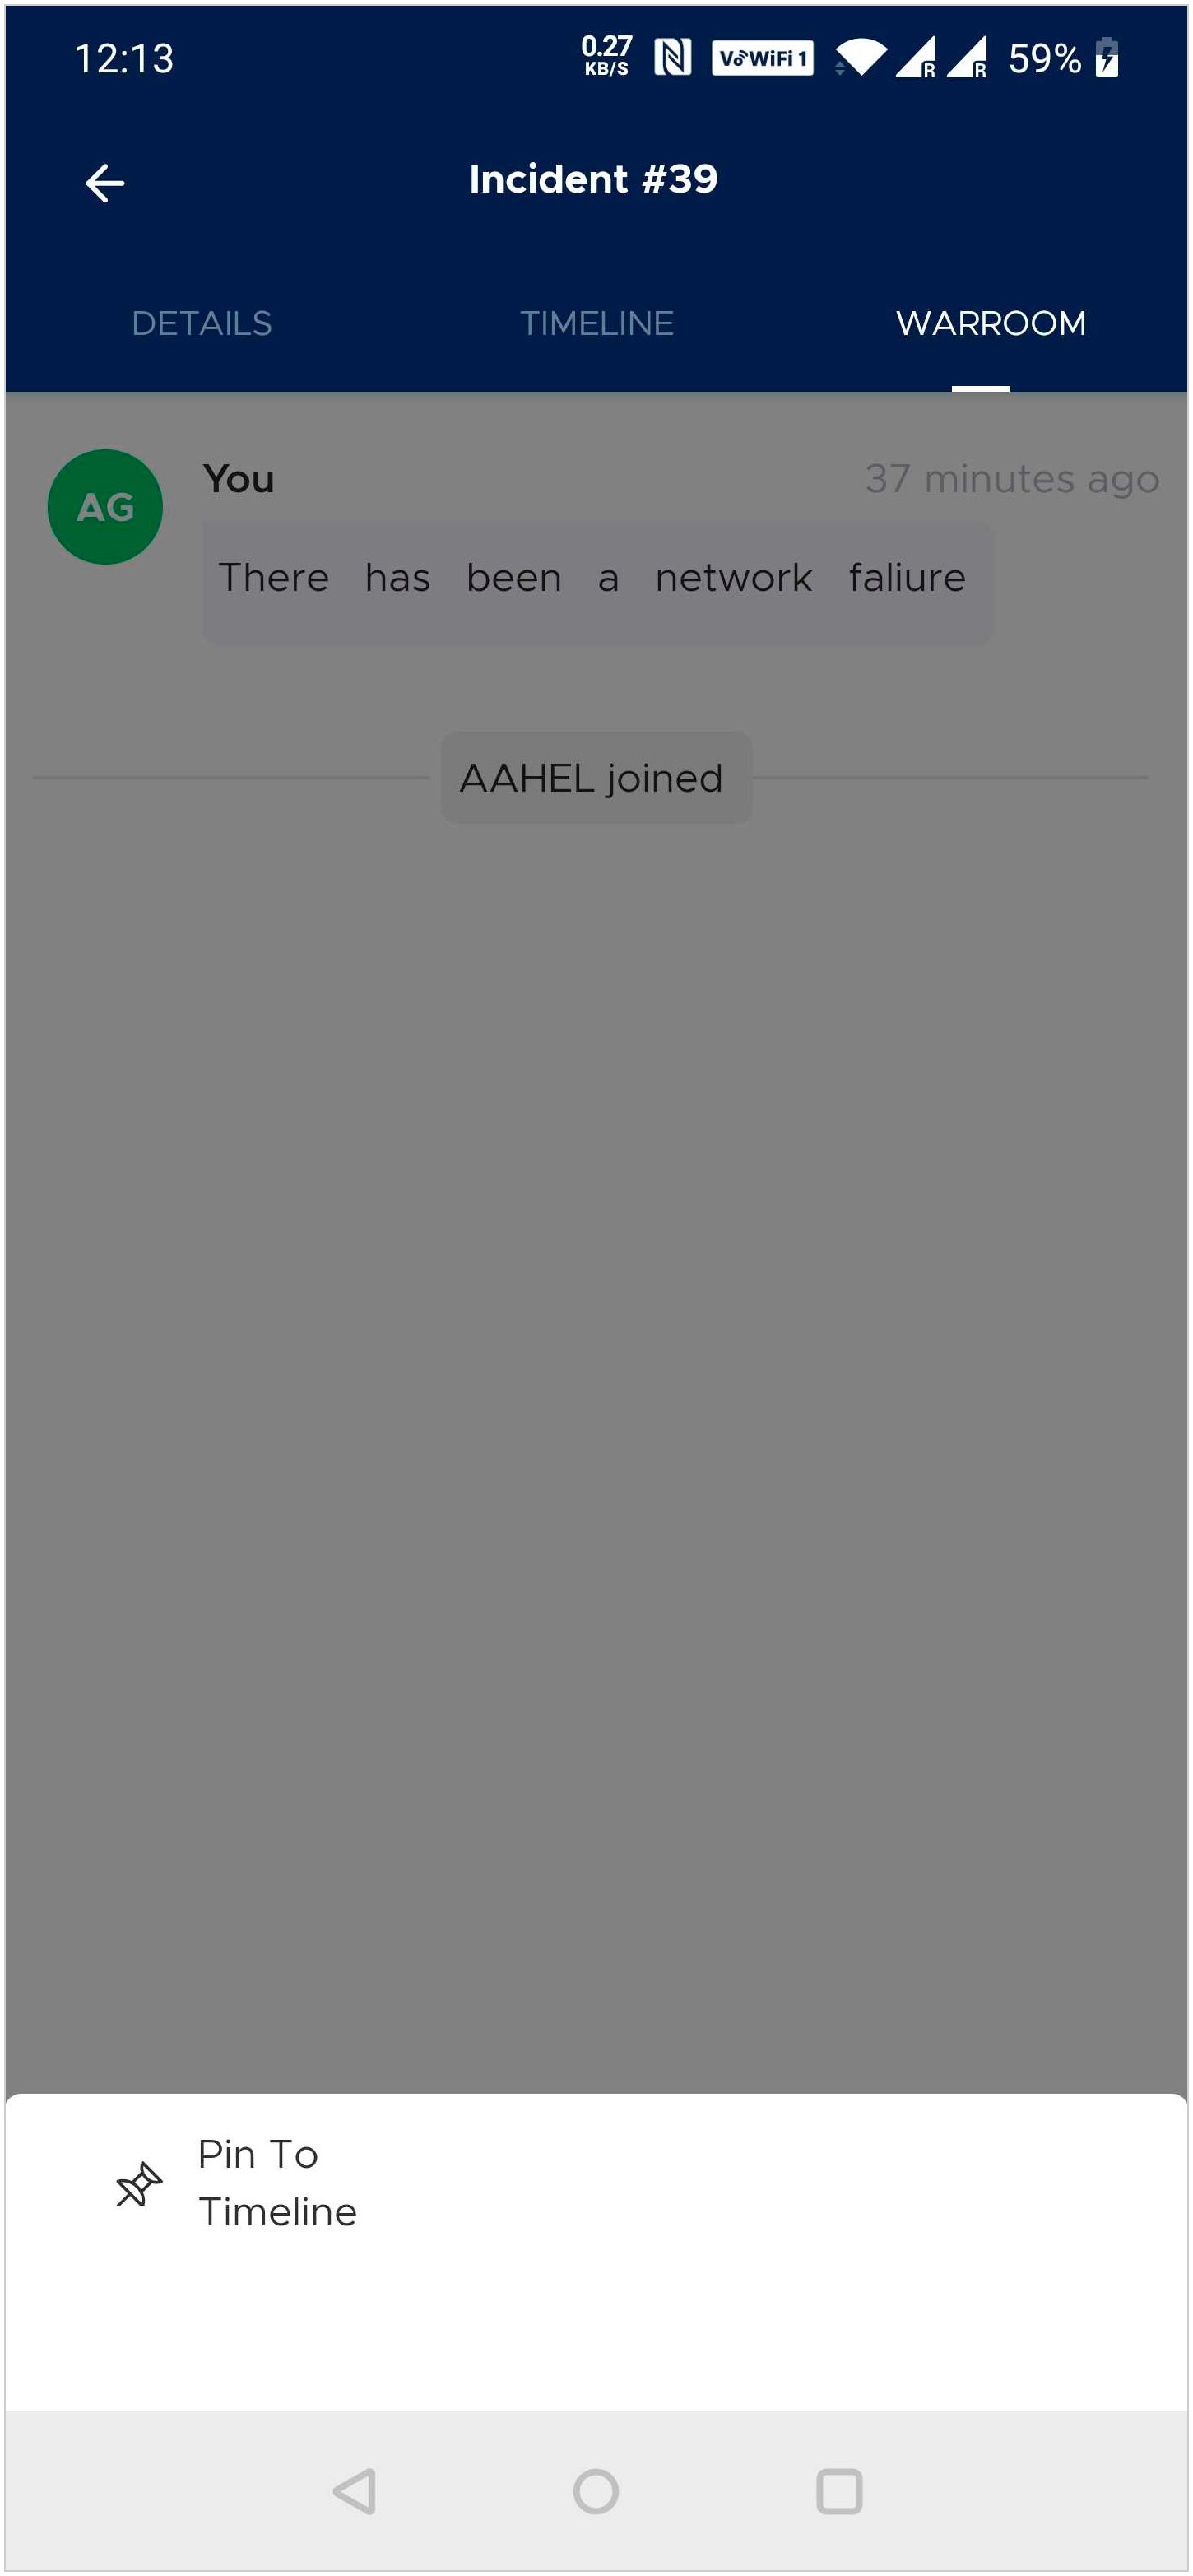 12:13 0.27 KB/S VoWiFi 1 R R 59%
Incident #39
DETAILS TIMELINE WARROOM
AG You 37 minutes ago
There has been a network faliure
AAHEL joined
Pin To
Timeline